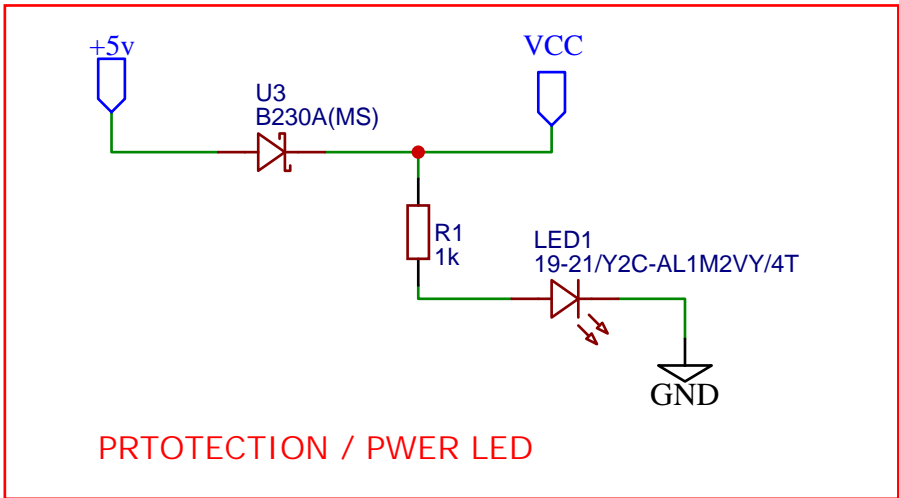 +5v
VCC
U3
B230A(MS)
R1
1k
LED1
19-21/Y2C-AL1M2VY/4T
GND
PRTOTECTION / PWER LED